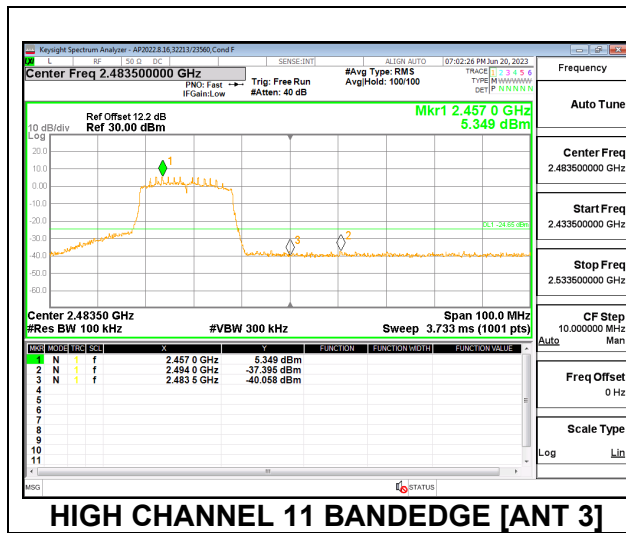 Keysight Spectrum Analyzer - AP2022.8.16,32213/23560,Cond F
L RF 50 Ω DC SENSE:INT ALIGN AUTO 07:02:26 PM Jun 20, 2023
Center Freq 2.483500000 GHz #Avg Type: RMS TRACE 1 2 3 4 5 6
PNO: Fast Trig: Free Run Avg|Hold: 100/100 TYPE M W W W W W
IFGain:Low #Atten: 40 dB DET P N N N N N
Mkr1 2.457 0 GHz
5.349 dBm
Ref Offset 12.2 dB
10 dB/div Ref 30.00 dBm
Log
20.0
10.0
0.00
-10.0
-20.0
-30.0
-40.0
-50.0
-60.0
1
2
3
DL1 -24.65 dBm
Center 2.48350 GHz Span 100.0 MHz
#Res BW 100 kHz #VBW 300 kHz Sweep 3.733 ms (1001 pts)
MKR MODE TRC SCL X Y FUNCTION FUNCTION WIDTH FUNCTION VALUE
1 N 1 f 2.457 0 GHz 5.349 dBm
2 N 1 f 2.494 0 GHz -37.395 dBm
3 N 1 f 2.483 5 GHz -40.058 dBm
4
5
6
7
8
9
10
11
MSG STATUS
Frequency
Auto Tune
Center Freq
2.483500000 GHz
Start Freq
2.433500000 GHz
Stop Freq
2.533500000 GHz
CF Step
10.000000 MHz
Auto Man
Freq Offset
0 Hz
Scale Type
Log Lin
HIGH CHANNEL 11 BANDEDGE [ANT 3]